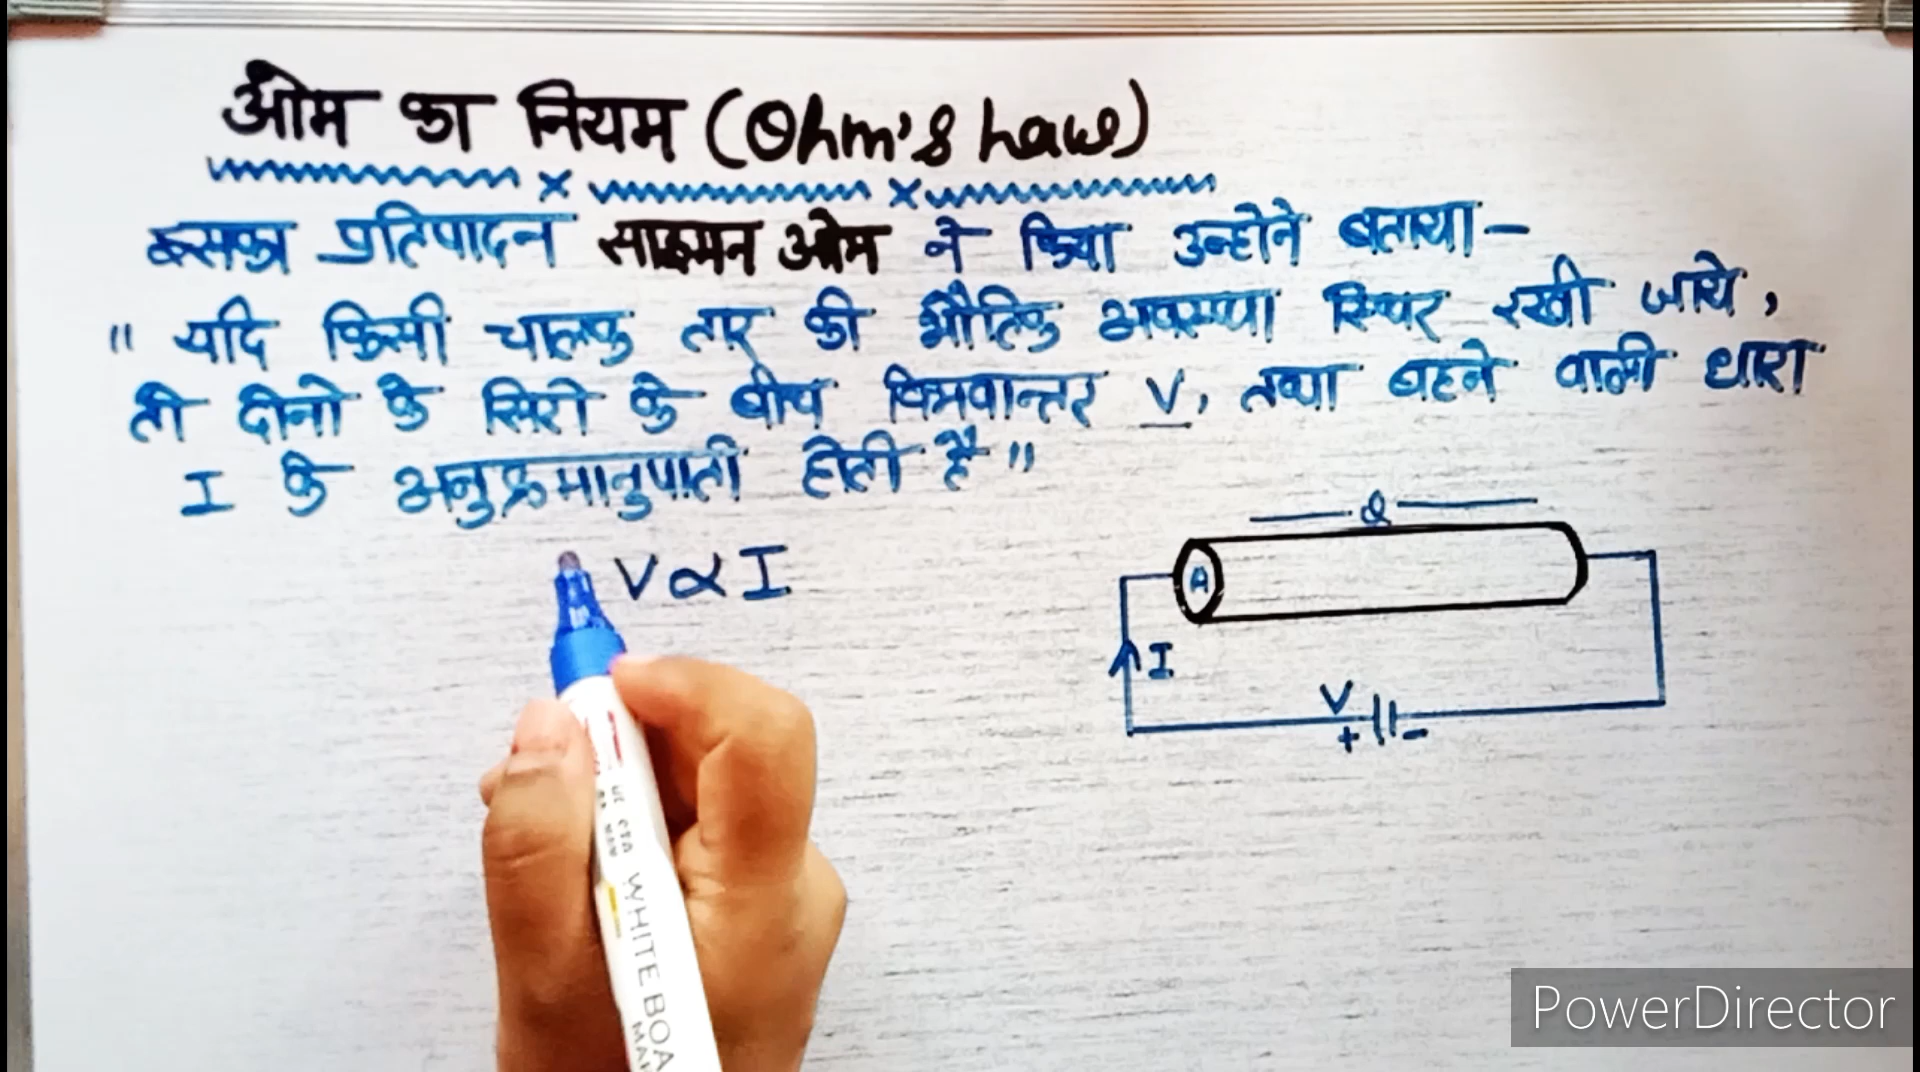 ओम का नियम (Ohm's Law)
इसका प्रतिपादन साइमन ओम ने किया उन्होने बताया-
" यदि किसी चालक तार की भौतिक अवस्था स्थिर रखी जाये,
तो दोनो के सिरो के बीच विभवान्तर V, तथा बहने वाली धारा
I के अनुक्रमानुपाती होती है "
V ∝ I
l
A
I
V
+ -
WHITE BOA
MAR
PowerDirector